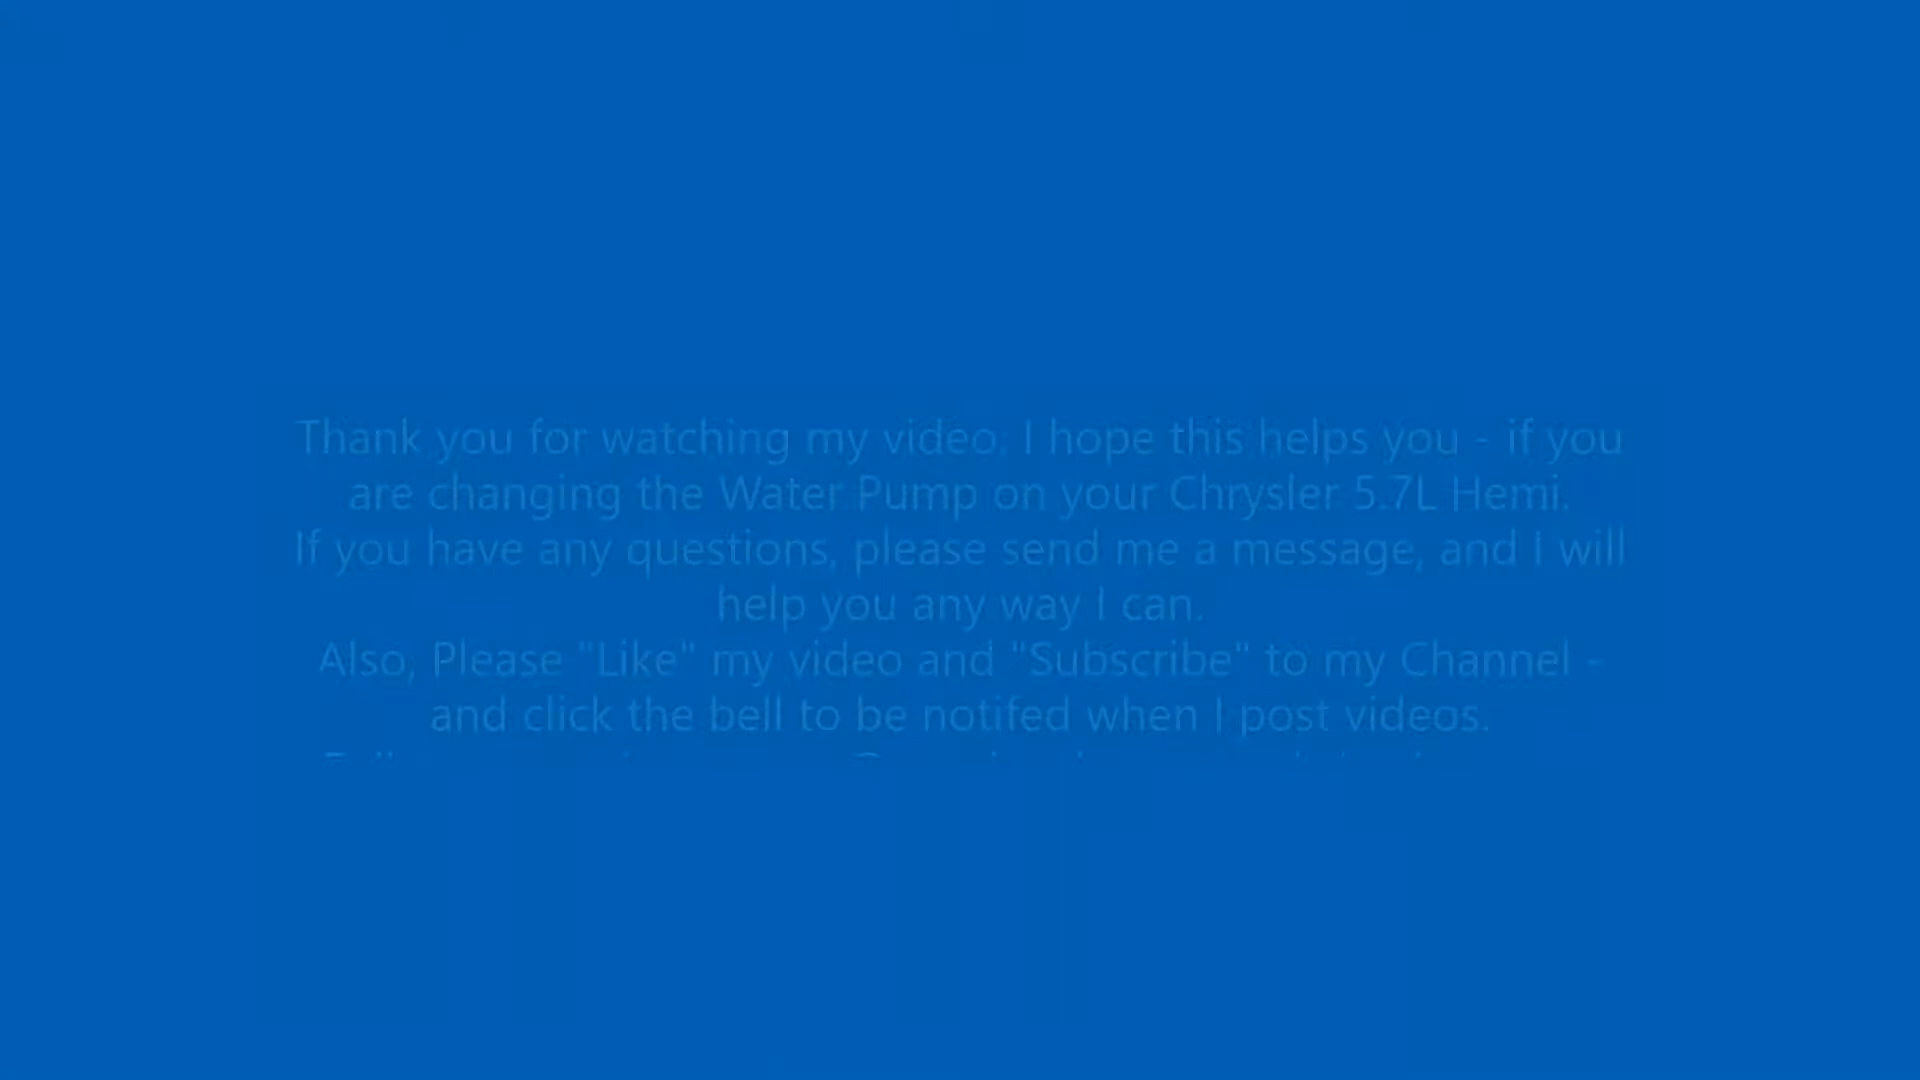 Thank you for watching my video. I hope this helps you - if you
are changing the Water Pump on your Chrysler 5.7L Hemi.
If you have any questions, please send me a message, and I will
help you any way I can.
Also, Please "Like" my video and "Subscribe" to my Channel -
and click the bell to be notifed when I post videos.